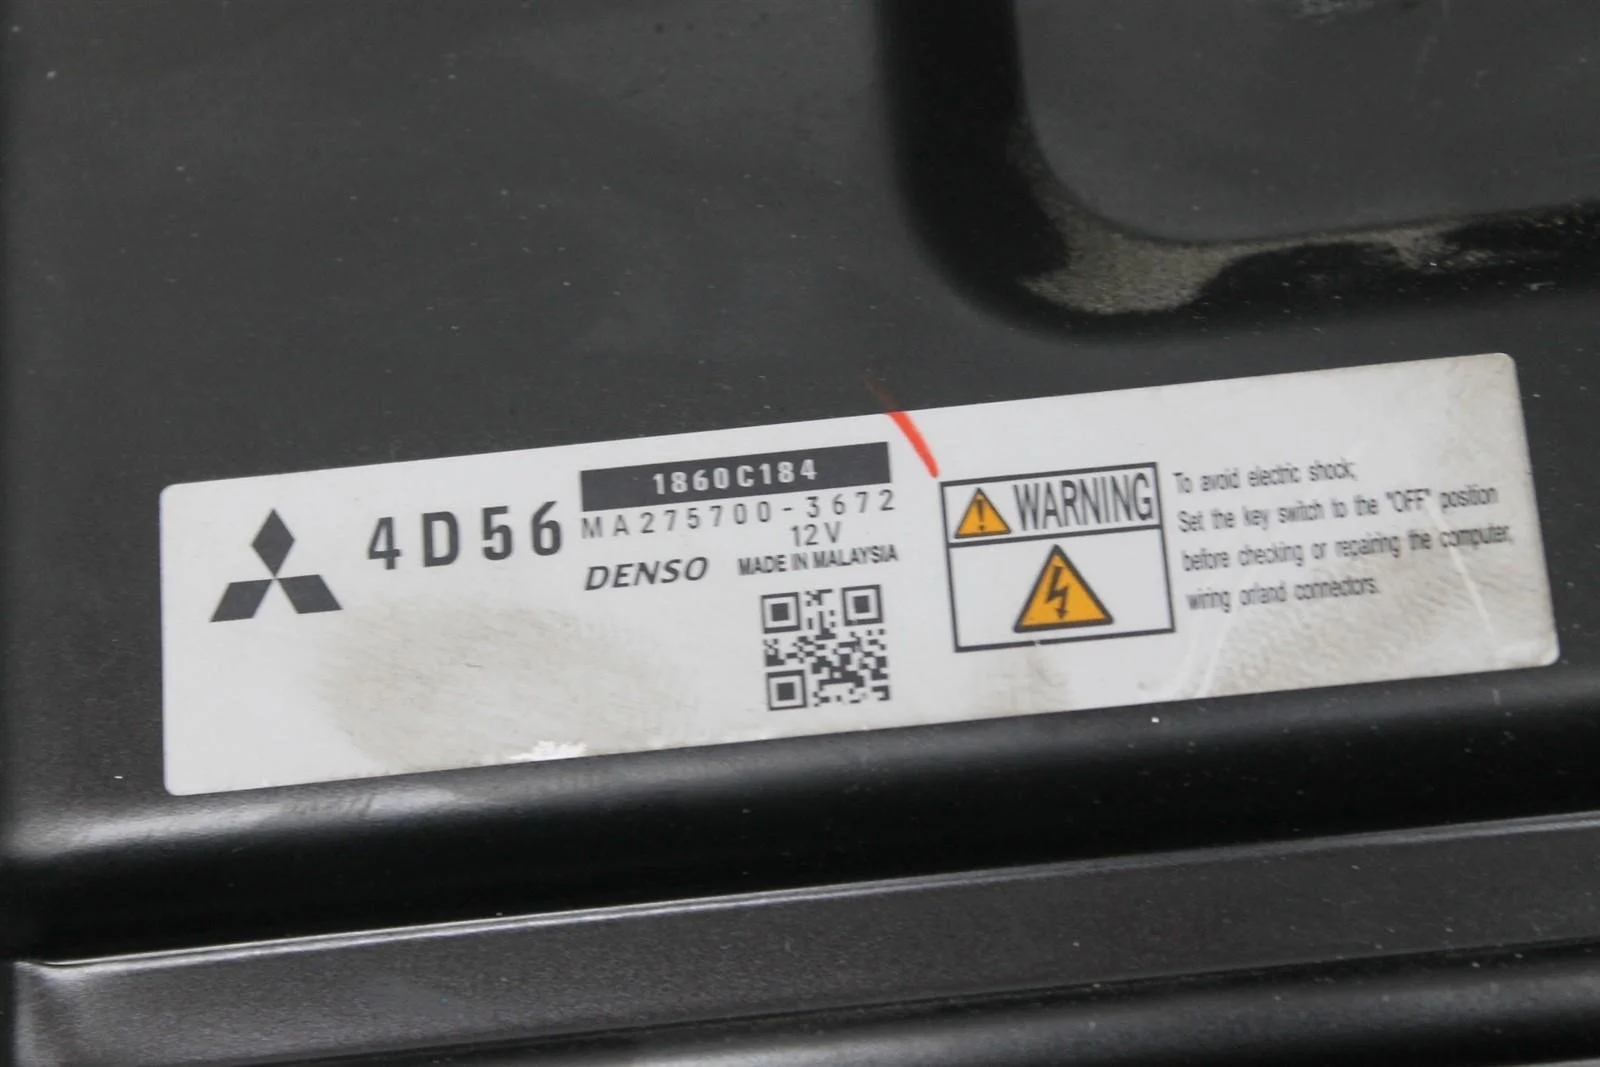 4D56
1860C184
MA275700-3672
12V
DENSO
MADE IN MALAYSIA
WARNING
To avoid electric shock;
Set the key switch to the "OFF" position
before checking or repairing the computer,
wiring or/and connectors.